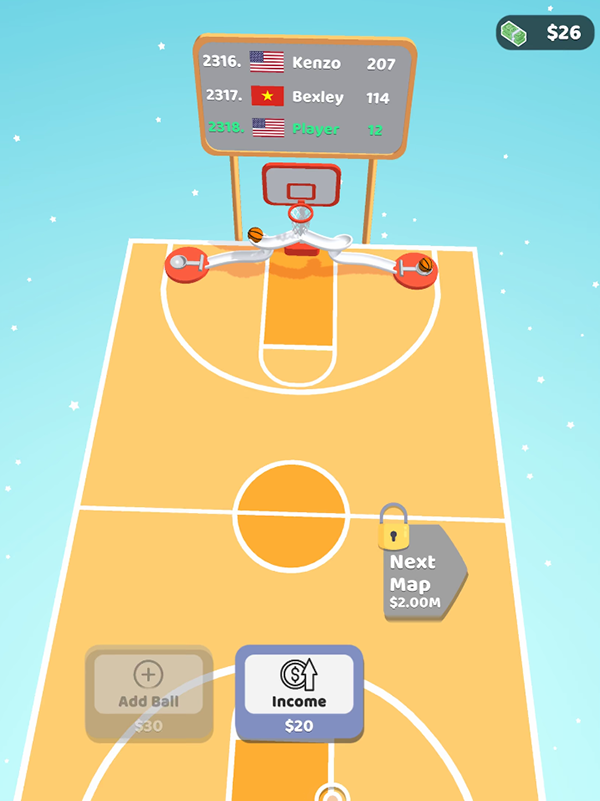 $26
2316. Kenzo 207
2317. Bexley 114
2318. Player 12
Next
Map
$2.00M
Add Ball
$30
Income
$20